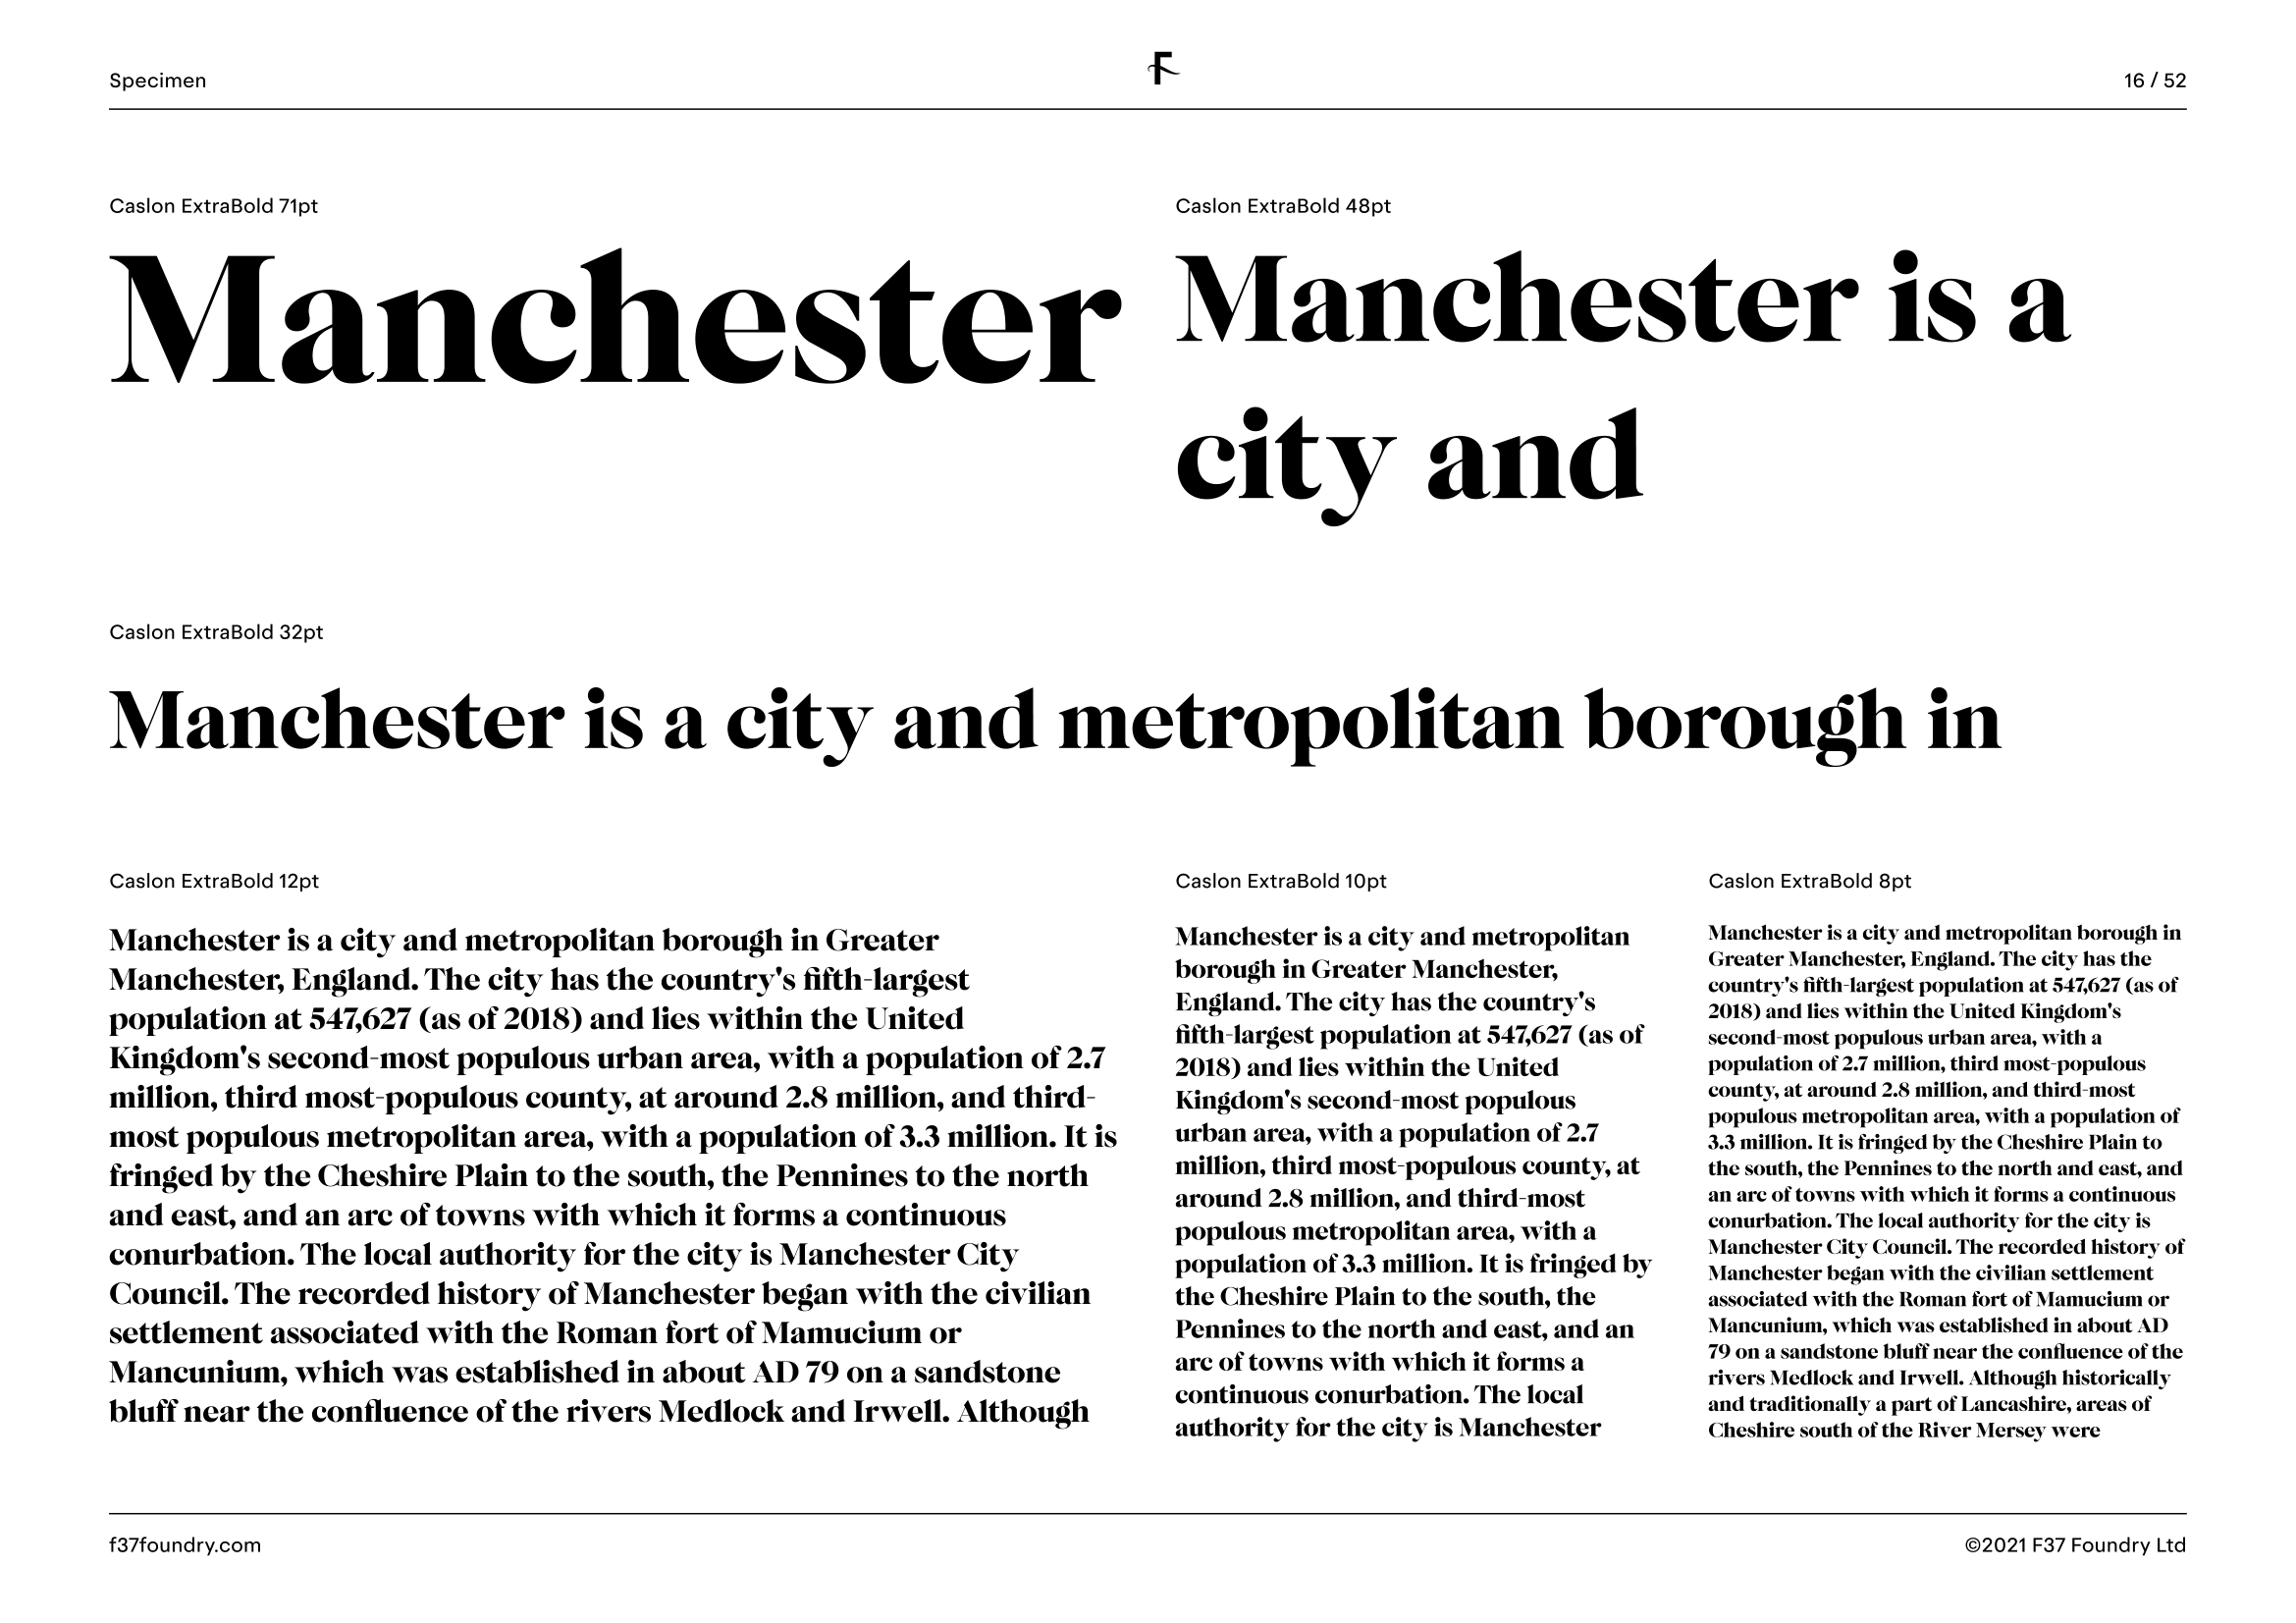 Specimen
F
16 / 52
Caslon ExtraBold 71pt
Manchester
Caslon ExtraBold 48pt
Manchester is a
city and
Caslon ExtraBold 32pt
Manchester is a city and metropolitan borough in
Caslon ExtraBold 12pt
Manchester is a city and metropolitan borough in Greater
Manchester, England. The city has the country's fifth-largest
population at 547,627 (as of 2018) and lies within the United
Kingdom's second-most populous urban area, with a population of 2.7
million, third most-populous county, at around 2.8 million, and third-
most populous metropolitan area, with a population of 3.3 million. It is
fringed by the Cheshire Plain to the south, the Pennines to the north
and east, and an arc of towns with which it forms a continuous
conurbation. The local authority for the city is Manchester City
Council. The recorded history of Manchester began with the civilian
settlement associated with the Roman fort of Mamucium or
Mancunium, which was established in about AD 79 on a sandstone
bluff near the confluence of the rivers Medlock and Irwell. Although
Caslon ExtraBold 10pt
Manchester is a city and metropolitan
borough in Greater Manchester,
England. The city has the country's
fifth-largest population at 547,627 (as of
2018) and lies within the United
Kingdom's second-most populous
urban area, with a population of 2.7
million, third most-populous county, at
around 2.8 million, and third-most
populous metropolitan area, with a
population of 3.3 million. It is fringed by
the Cheshire Plain to the south, the
Pennines to the north and east, and an
arc of towns with which it forms a
continuous conurbation. The local
authority for the city is Manchester
Caslon ExtraBold 8pt
Manchester is a city and metropolitan borough in
Greater Manchester, England. The city has the
country's fifth-largest population at 547,627 (as of
2018) and lies within the United Kingdom's
second-most populous urban area, with a
population of 2.7 million, third most-populous
county, at around 2.8 million, and third-most
populous metropolitan area, with a population of
3.3 million. It is fringed by the Cheshire Plain to
the south, the Pennines to the north and east, and
an arc of towns with which it forms a continuous
conurbation. The local authority for the city is
Manchester City Council. The recorded history of
Manchester began with the civilian settlement
associated with the Roman fort of Mamucium or
Mancunium, which was established in about AD
79 on a sandstone bluff near the confluence of the
rivers Medlock and Irwell. Although historically
and traditionally a part of Lancashire, areas of
Cheshire south of the River Mersey were
f37foundry.com
©2021 F37 Foundry Ltd